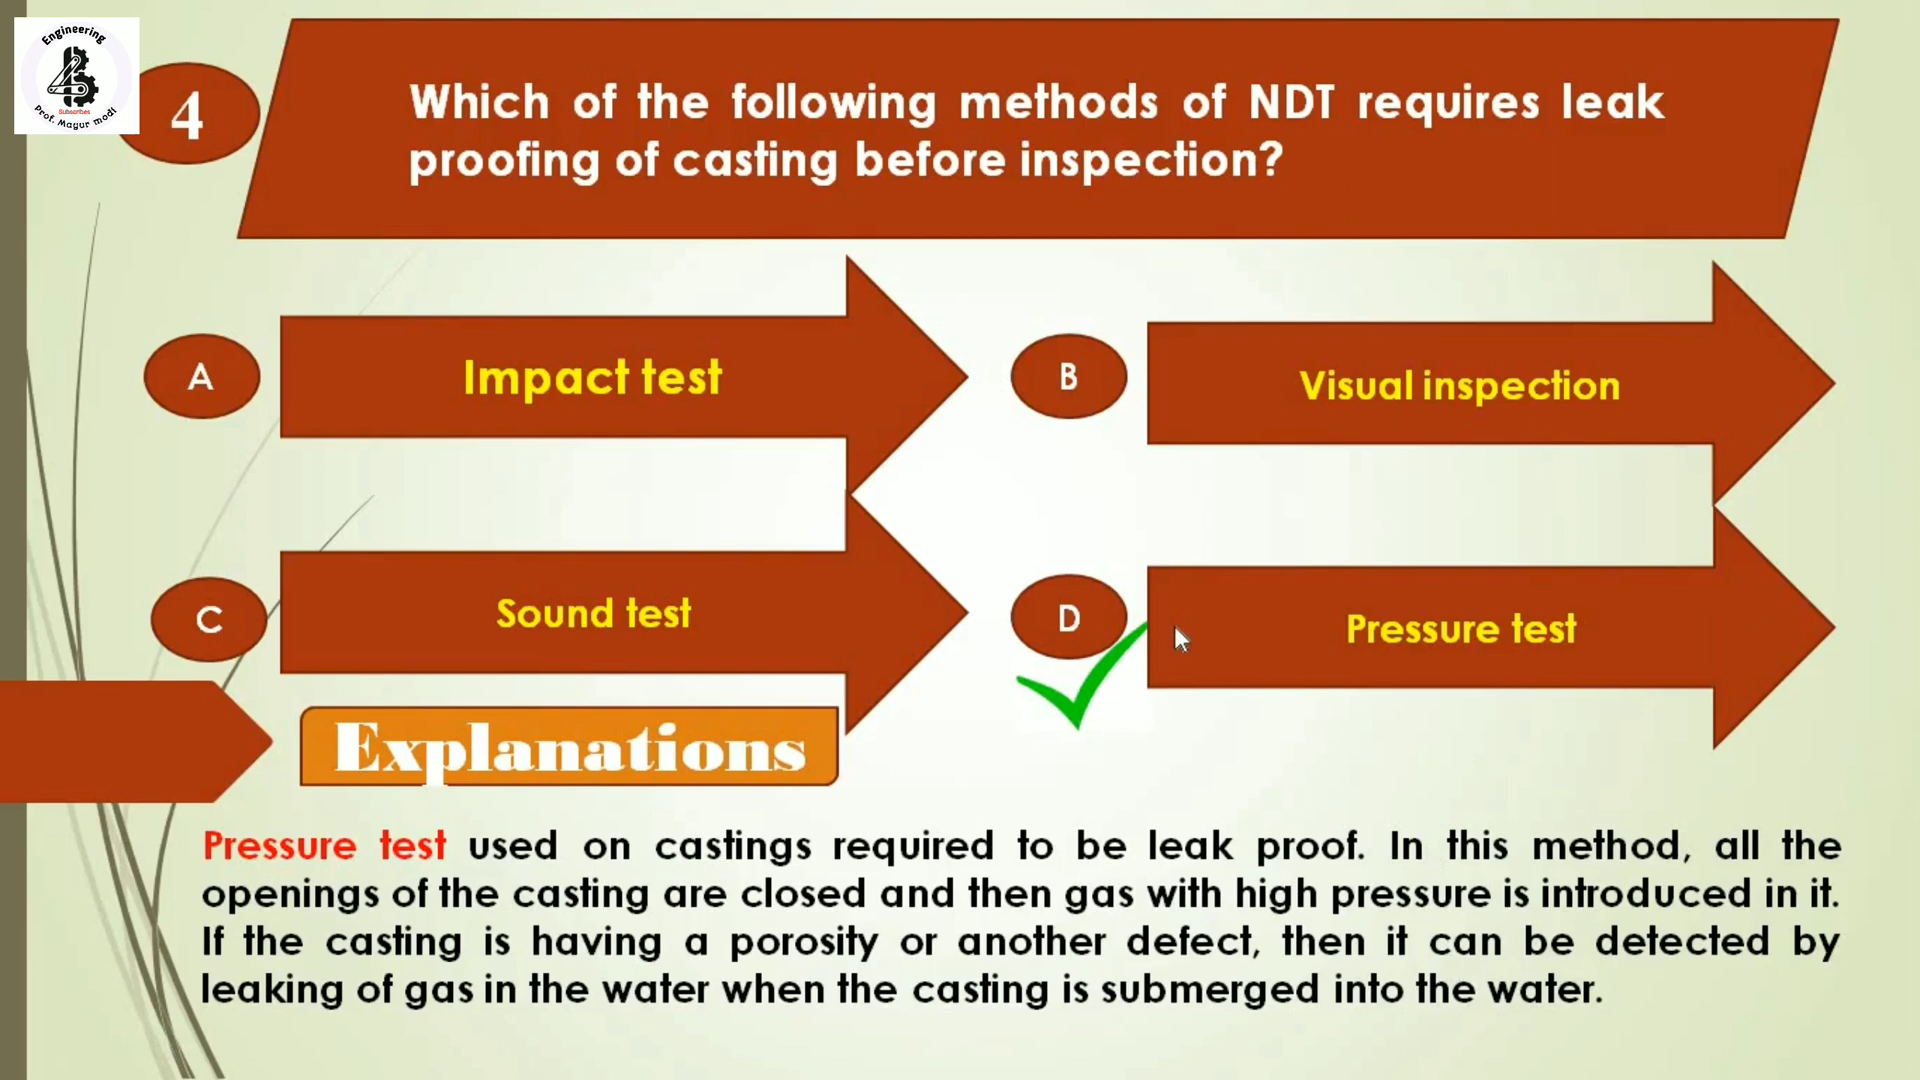 Engineering
Subscribes
Prof. Mayur modi
4
Which of the following methods of NDT requires leak
proofing of casting before inspection?
A
Impact test
B
Visual inspection
C
Sound test
D
Pressure test
Explanations
Pressure test used on castings required to be leak proof. In this method, all the
openings of the casting are closed and then gas with high pressure is introduced in it.
If the casting is having a porosity or another defect, then it can be detected by
leaking of gas in the water when the casting is submerged into the water.